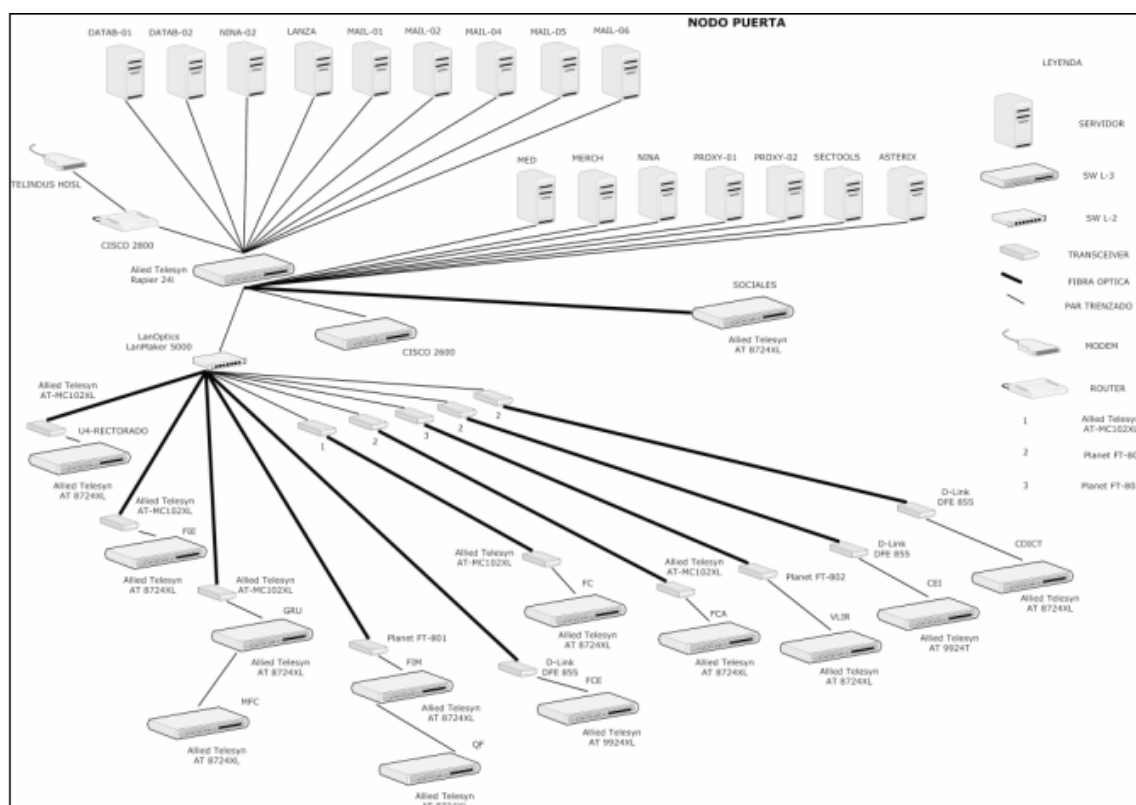 NODO PUERTA
DATAB-01
DATAB-02
NINA-02
LANZA
MAIL-01
MAIL-02
MAIL-04
MAIL-05
MAIL-06
LEYENDA
SERVIDOR
TELINDUS HDSL
MED
MERCH
NINA
PROXY-01
PROXY-02
SECTOOLS
ASTERIX
SW L-3
SW L-2
CISCO 2800
Allied Telesyn
Rapier 24i
TRANSCEIVER
FIBRA OPTICA
PAR TRENZADO
SOCIALES
Allied Telesyn
AT 8724XL
CISCO 2600
LanOptics
LanMaker 5000
MODEM
ROUTER
1
Allied Telesyn
AT-MC102XL
2
Planet FT-80
3
Planet FT-80
Allied Telesyn
AT-MC102XL
U4-RECTORADO
Allied Telesyn
AT 8724XL
1
2
3
2
2
Allied Telesyn
AT-MC102XL
FIE
Allied Telesyn
AT 8724XL
Allied Telesyn
AT-MC102XL
GRU
Allied Telesyn
AT 8724XL
MFC
Allied Telesyn
AT 8724XL
Planet FT-801
FIM
Allied Telesyn
AT 8724XL
QF
Allied Telesyn
AT 8724XL
D-Link
DFE 855
FCE
Allied Telesyn
AT 9924XL
Allied Telesyn
AT-MC102XL
FC
Allied Telesyn
AT 8724XL
Allied Telesyn
AT-MC102XL
FCA
Allied Telesyn
AT 8724XL
Planet FT-802
VLIR
Allied Telesyn
AT 8724XL
D-Link
DFE 855
CEI
Allied Telesyn
AT 9924T
D-Link
DFE 855
CDICT
Allied Telesyn
AT 8724XL